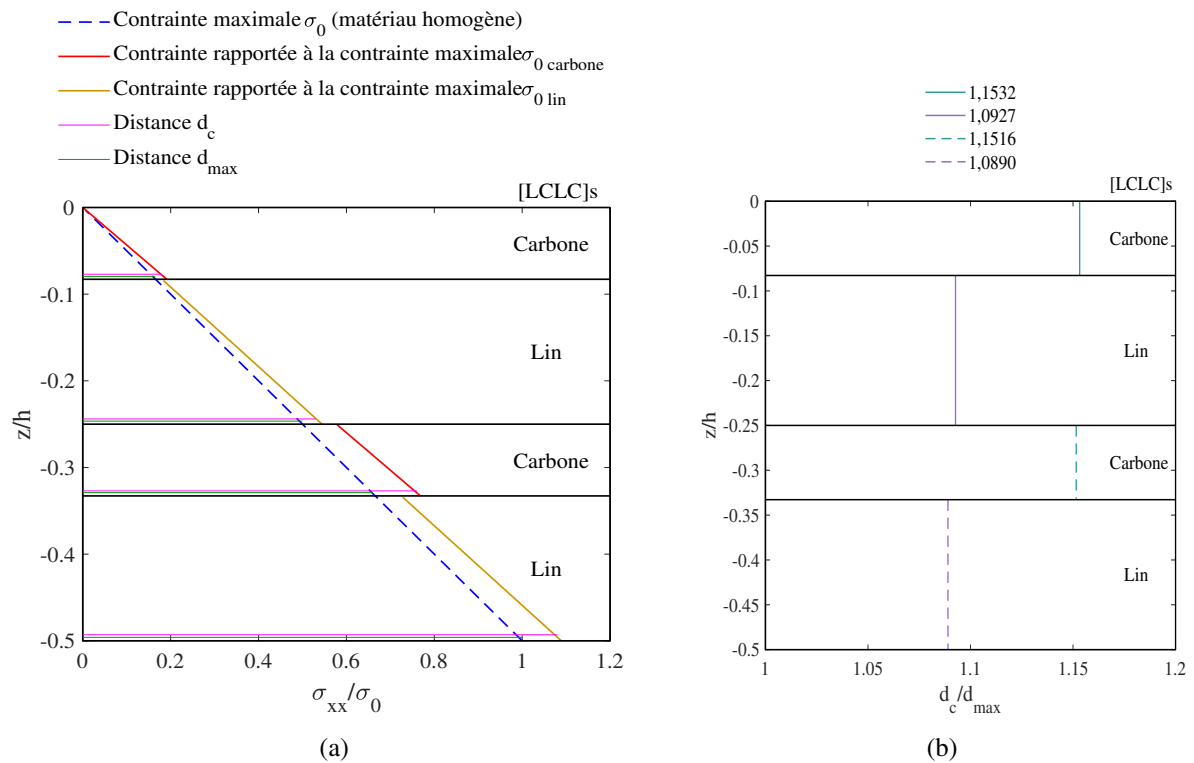 Contrainte maximale σ0 (matériau homogène)
Contrainte rapportée à la contrainte maximaleσ0 carbone
Contrainte rapportée à la contrainte maximaleσ0 lin
Distance dc
Distance dmax
[LCLC]s
0
-0.1
-0.2
-0.3
-0.4
-0.5
z/h
Carbone
Lin
Carbone
Lin
0
0.2
0.4
0.6
0.8
1
1.2
σxx/σ0
(a)
1,1532
1,0927
1,1516
1,0890
[LCLC]s
0
-0.05
-0.1
-0.15
-0.2
-0.25
-0.3
-0.35
-0.4
-0.45
-0.5
z/h
Carbone
Lin
Carbone
Lin
1
1.05
1.1
1.15
1.2
dc/dmax
(b)